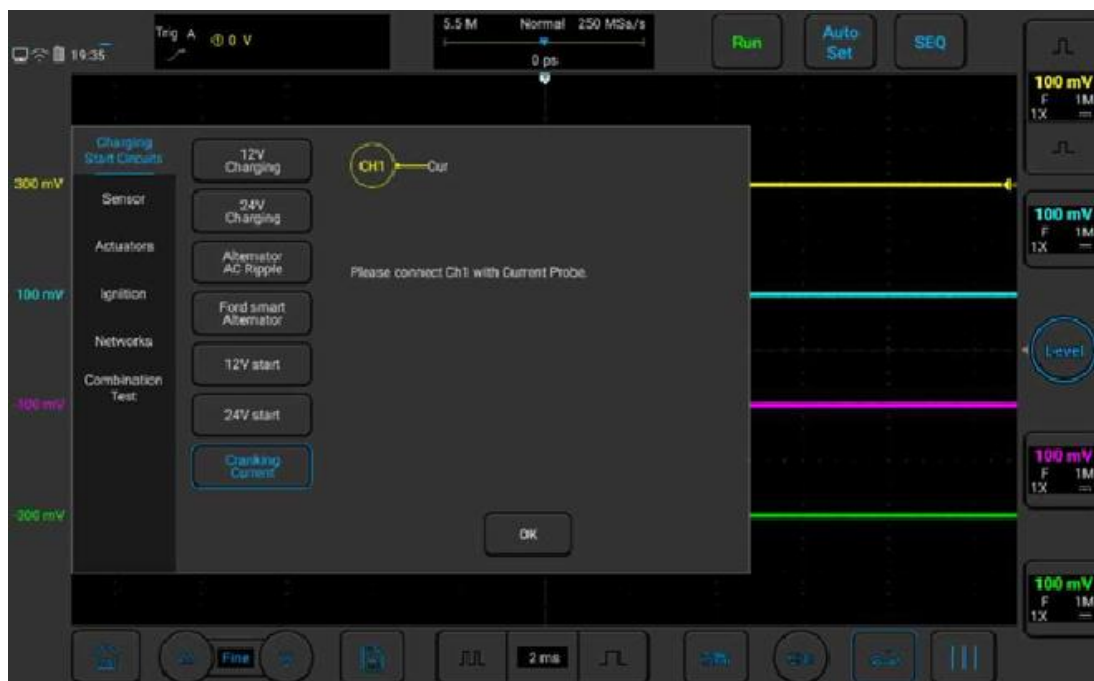 19:35
Trig A ① 0 V
5.5 M Normal 250 MSa/s
0 ps
Run
Auto
Set
SEQ
100 mV
F 1M
1X
Charging
Start Circuits
Sensor
Actuators
Ignition
Networks
Combination
Test
12V
Charging
24V
Charging
Alternator
AC Ripple
Ford smart
Alternator
12V start
24V start
Cranking
Current
CH1 Cur
Please connect Ch1 with Current Probe.
OK
300 mV
100 mV
-100 mV
-300 mV
100 mV
F 1M
1X
Level
100 mV
F 1M
1X
100 mV
F 1M
1X
Fine
2 ms